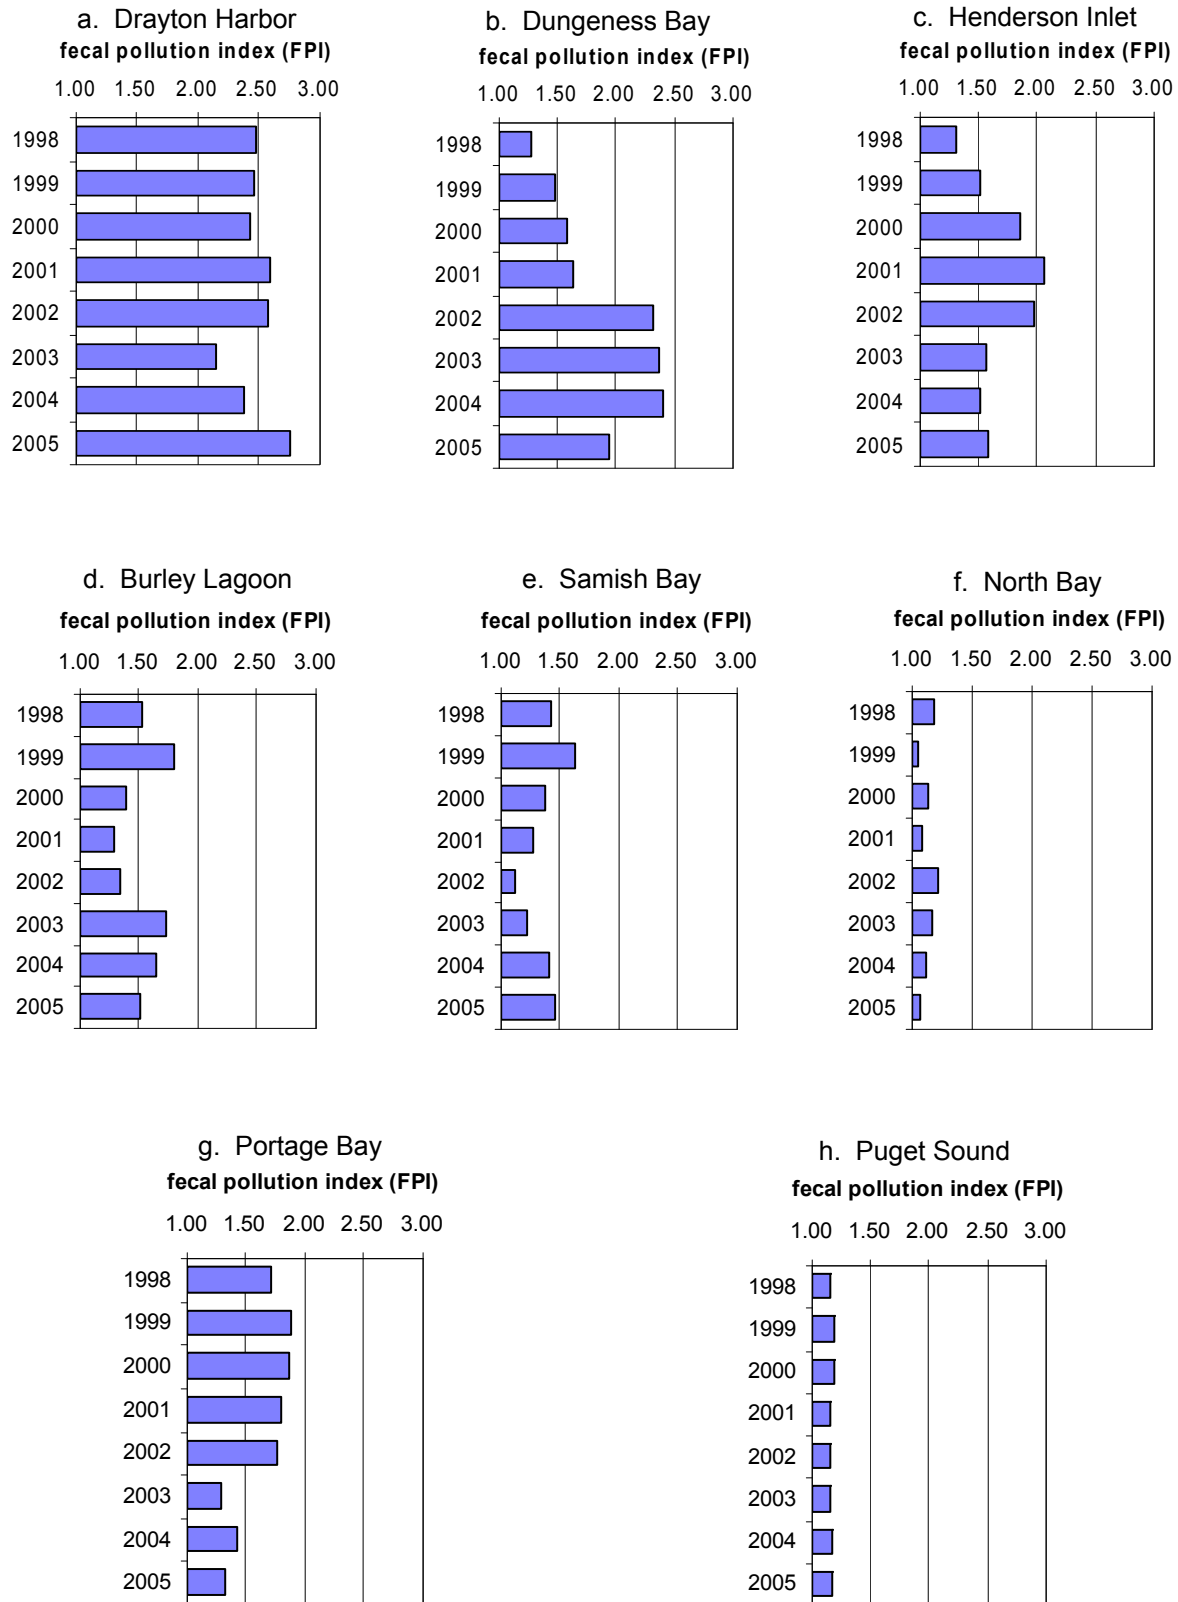 a. Drayton Harbor
fecal pollution index (FPI)
1.00 1.50 2.00 2.50 3.00
1998
1999
2000
2001
2002
2003
2004
2005
b. Dungeness Bay
fecal pollution index (FPI)
1.00 1.50 2.00 2.50 3.00
1998
1999
2000
2001
2002
2003
2004
2005
c. Henderson Inlet
fecal pollution index (FPI)
1.00 1.50 2.00 2.50 3.00
1998
1999
2000
2001
2002
2003
2004
2005
d. Burley Lagoon
fecal pollution index (FPI)
1.00 1.50 2.00 2.50 3.00
1998
1999
2000
2001
2002
2003
2004
2005
e. Samish Bay
fecal pollution index (FPI)
1.00 1.50 2.00 2.50 3.00
1998
1999
2000
2001
2002
2003
2004
2005
f. North Bay
fecal pollution index (FPI)
1.00 1.50 2.00 2.50 3.00
1998
1999
2000
2001
2002
2003
2004
2005
g. Portage Bay
fecal pollution index (FPI)
1.00 1.50 2.00 2.50 3.00
1998
1999
2000
2001
2002
2003
2004
2005
h. Puget Sound
fecal pollution index (FPI)
1.00 1.50 2.00 2.50 3.00
1998
1999
2000
2001
2002
2003
2004
2005